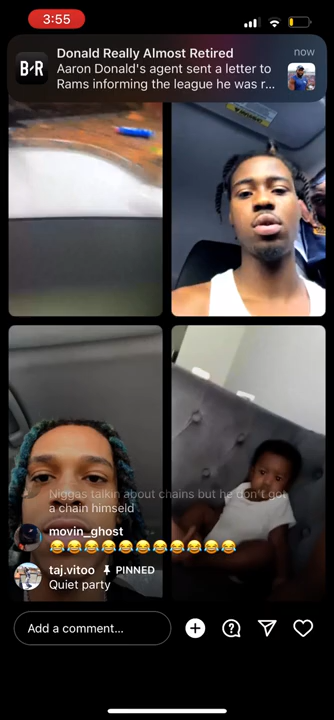 3:55
Donald Really Almost Retired
now
B/R
Aaron Donald's agent sent a letter to
Rams informing the league he was r...
Niggas talkin about chains but he don't got
a chain himseld
movin_ghost
😂😂😂😂😂😂😂😂😂😂😂
taj.vitoo PINNED
Quiet party
Add a comment...